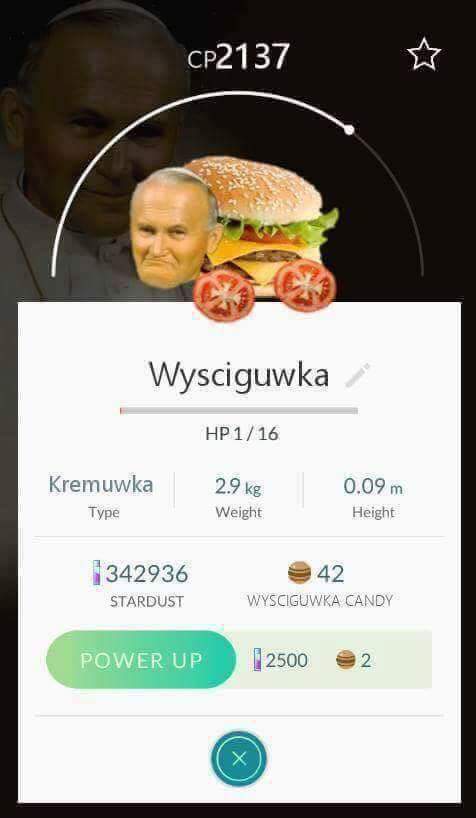 CP2137
Wysciguwka
HP 1 / 16
Kremuwka
Type
2.9 kg
Weight
0.09 m
Height
342936
STARDUST
42
WYSCIGUWKA CANDY
POWER UP
2500
2